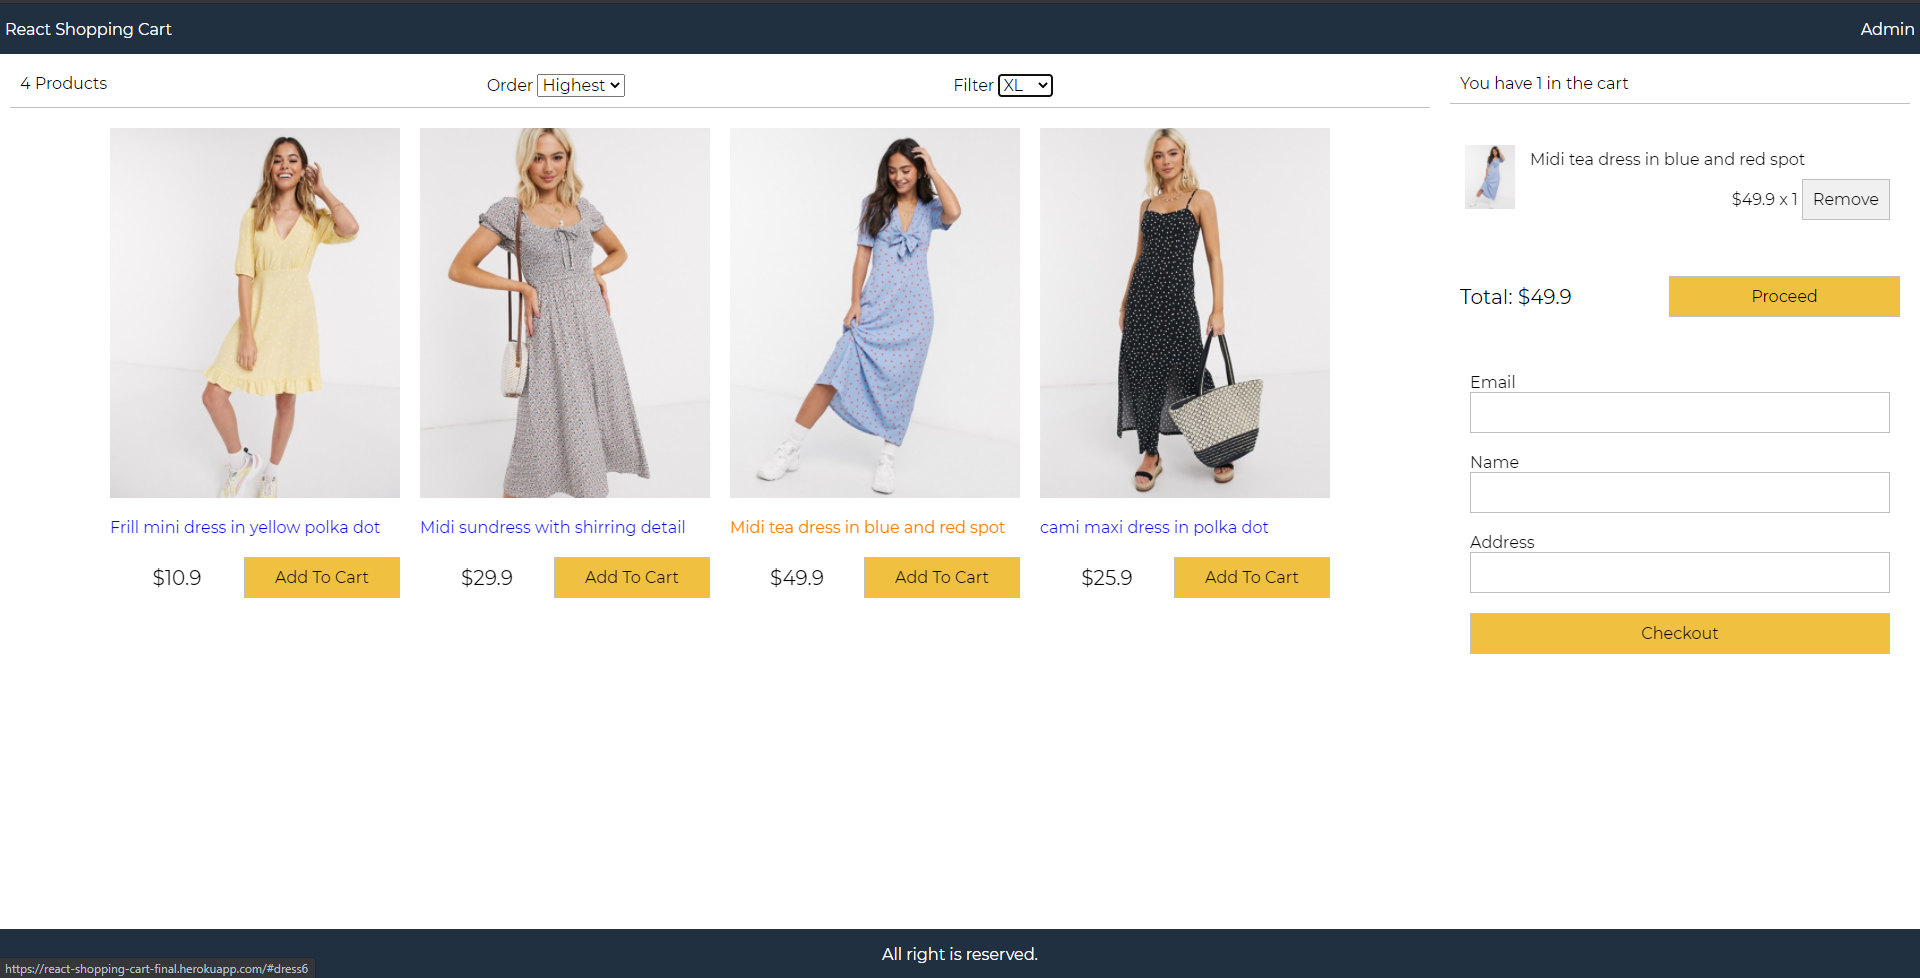 React Shopping Cart
Admin
4 Products
Order Highest
Filter XL
You have 1 in the cart
Frill mini dress in yellow polka dot
$10.9 Add To Cart
Midi sundress with shirring detail
$29.9 Add To Cart
Midi tea dress in blue and red spot
$49.9 Add To Cart
cami maxi dress in polka dot
$25.9 Add To Cart
Midi tea dress in blue and red spot
$49.9 x 1 Remove
Total: $49.9 Proceed
Email
Name
Address
Checkout
All right is reserved.
https://react-shopping-cart-final.herokuapp.com/#dress6